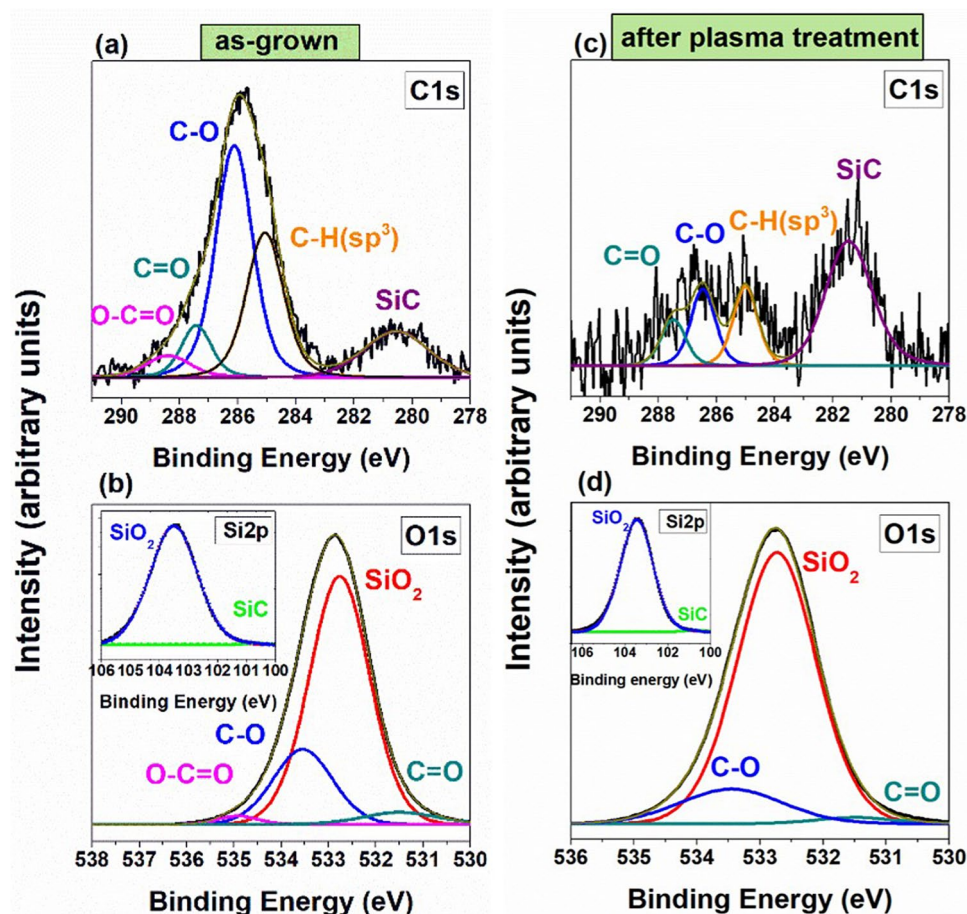 (a)
as-grown
C1s
C-O
C-H(sp³)
C=O
O-C=O
SiC
290 288 286 284 282 280 278
Binding Energy (eV)
(c)
after plasma treatment
C1s
SiC
C-H(sp³)
C-O
C=O
290 288 286 284 282 280 278
Binding Energy (eV)
Intensity (arbitrary units)
Intensity (arbitrary units)
(b)
SiO₂
Si2p
SiC
106 105 104 103 102 101 100
Binding Energy (eV)
O1s
SiO₂
C-O
O-C=O
C=O
538 537 536 535 534 533 532 531 530
Binding Energy (eV)
(d)
SiO₂
Si2p
SiC
106 104 102 100
Binding energy (eV)
O1s
SiO₂
C-O
C=O
536 535 534 533 532 531 530
Binding Energy (eV)